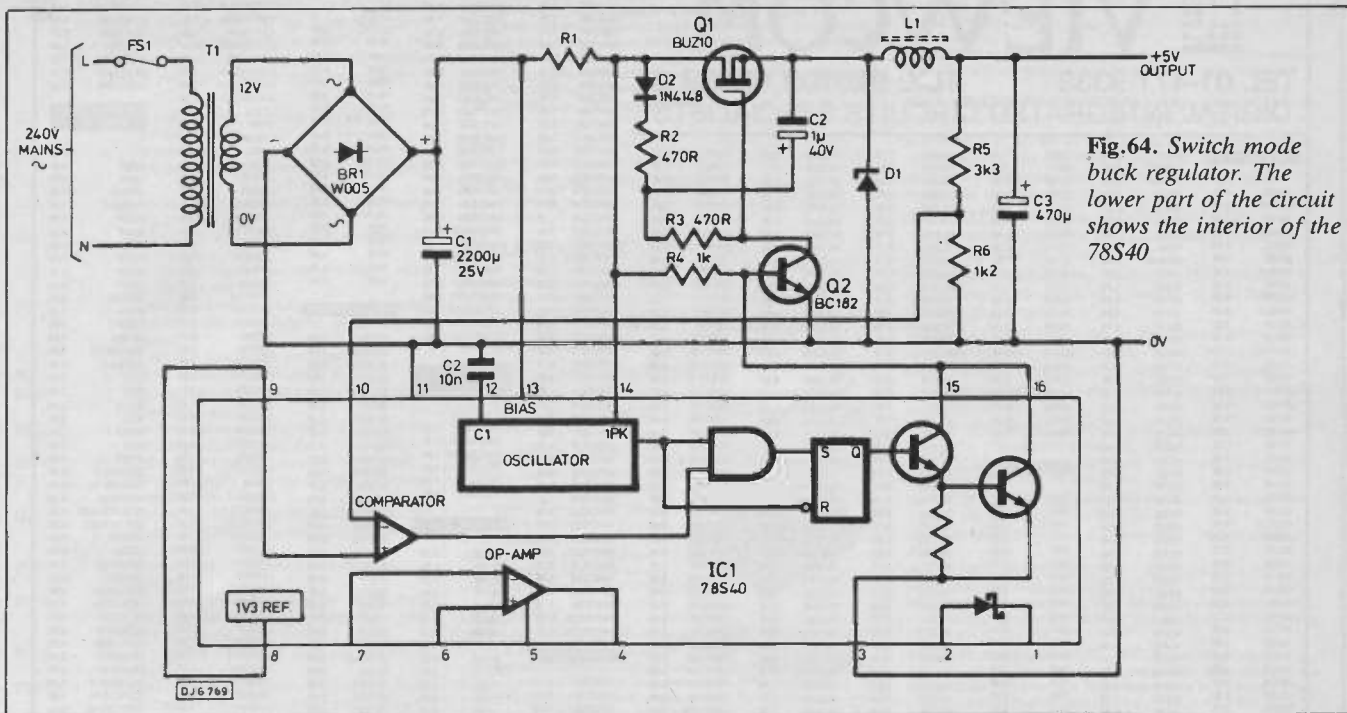 FS1
T1
L
12V
240V
MAINS
~
0V
N
~
BR1
W005
~
-
+
+
C1
2200µ
25V
R1
D2
1N4148
R2
470R
Q1
BUZ10
C2
1µ
40V
+
R3 470R
R4 1k
Q2
BC182
D1
L1
R5
3k3
R6
1k2
+
C3
470µ
+5V
OUTPUT
0V
Fig.64. Switch mode
buck regulator. The
lower part of the circuit
shows the interior of the
78S40
C2
10n
9
10
11
12
13
14
15
16
BIAS
C1
1PK
OSCILLATOR
COMPARATOR
-
+
OP-AMP
-
+
S
Q
R
IC1
78S40
1V3 REF.
8
7
6
5
4
3
2
1
DJ6769